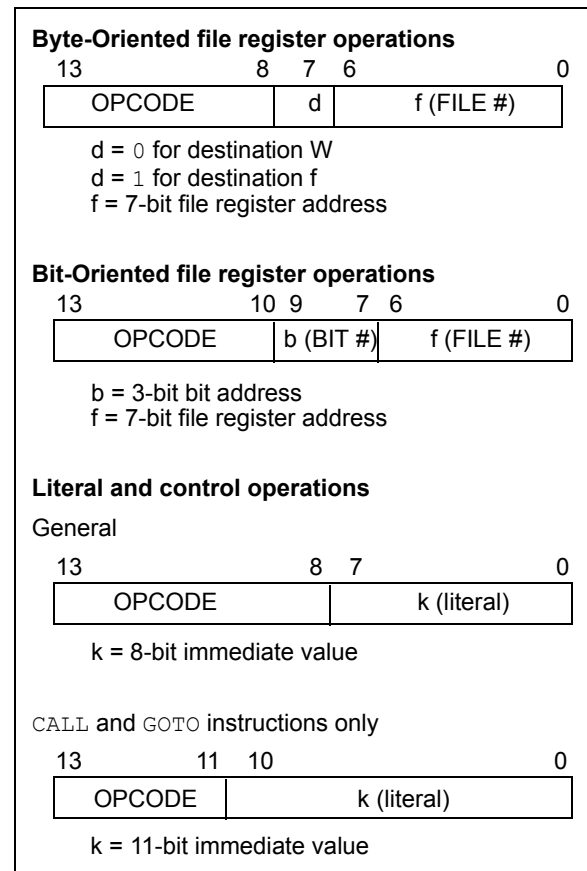 Byte-Oriented file register operations
13 8 7 6 0
OPCODE d f (FILE #)
d = 0 for destination W
d = 1 for destination f
f = 7-bit file register address
Bit-Oriented file register operations
13 10 9 7 6 0
OPCODE b (BIT #) f (FILE #)
b = 3-bit bit address
f = 7-bit file register address
Literal and control operations
General
13 8 7 0
OPCODE k (literal)
k = 8-bit immediate value
CALL and GOTO instructions only
13 11 10 0
OPCODE k (literal)
k = 11-bit immediate value